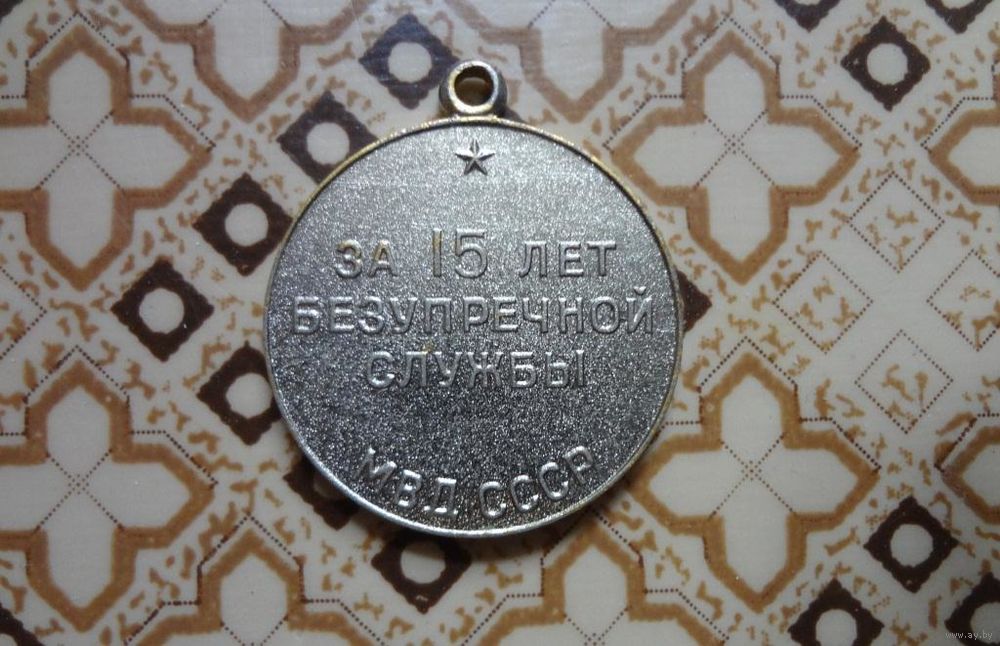 ЗА 15 ЛЕТ
БЕЗУПРЕЧНОЙ
СЛУЖБЫ
МВД СССР
www.ay.by